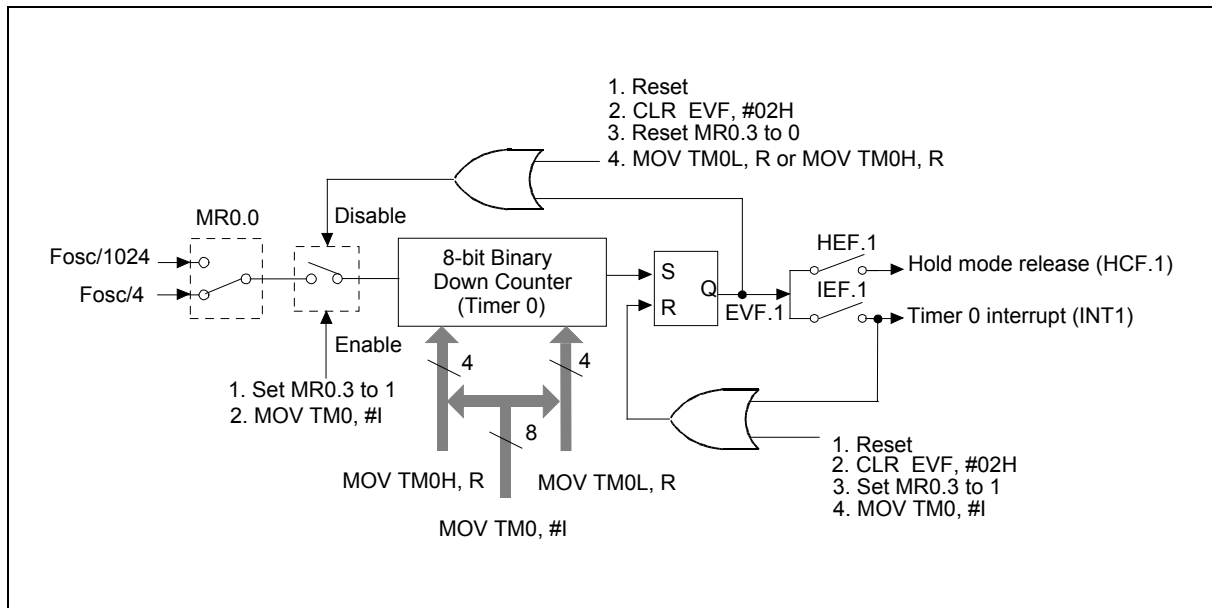 1. Reset
2. CLR EVF, #02H
3. Reset MR0.3 to 0
4. MOV TM0L, R or MOV TM0H, R
MR0.0
Disable
Fosc/1024
Fosc/4
8-bit Binary
Down Counter
(Timer 0)
S
Q
R
EVF.1
HEF.1
Hold mode release (HCF.1)
IEF.1
Timer 0 interrupt (INT1)
Enable
1. Set MR0.3 to 1
2. MOV TM0, #I
4
4
8
MOV TM0H, R
MOV TM0L, R
MOV TM0, #I
1. Reset
2. CLR EVF, #02H
3. Set MR0.3 to 1
4. MOV TM0, #I